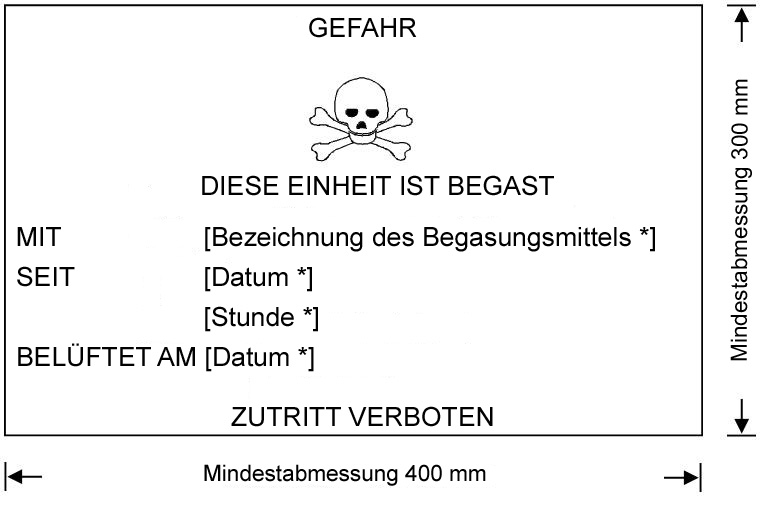 GEFAHR
DIESE EINHEIT IST BEGAST
MIT [Bezeichnung des Begasungsmittels *]
SEIT [Datum *]
[Stunde *]
BELÜFTET AM [Datum *]
ZUTRITT VERBOTEN
Mindestabmessung 400 mm
Mindestabmessung 300 mm